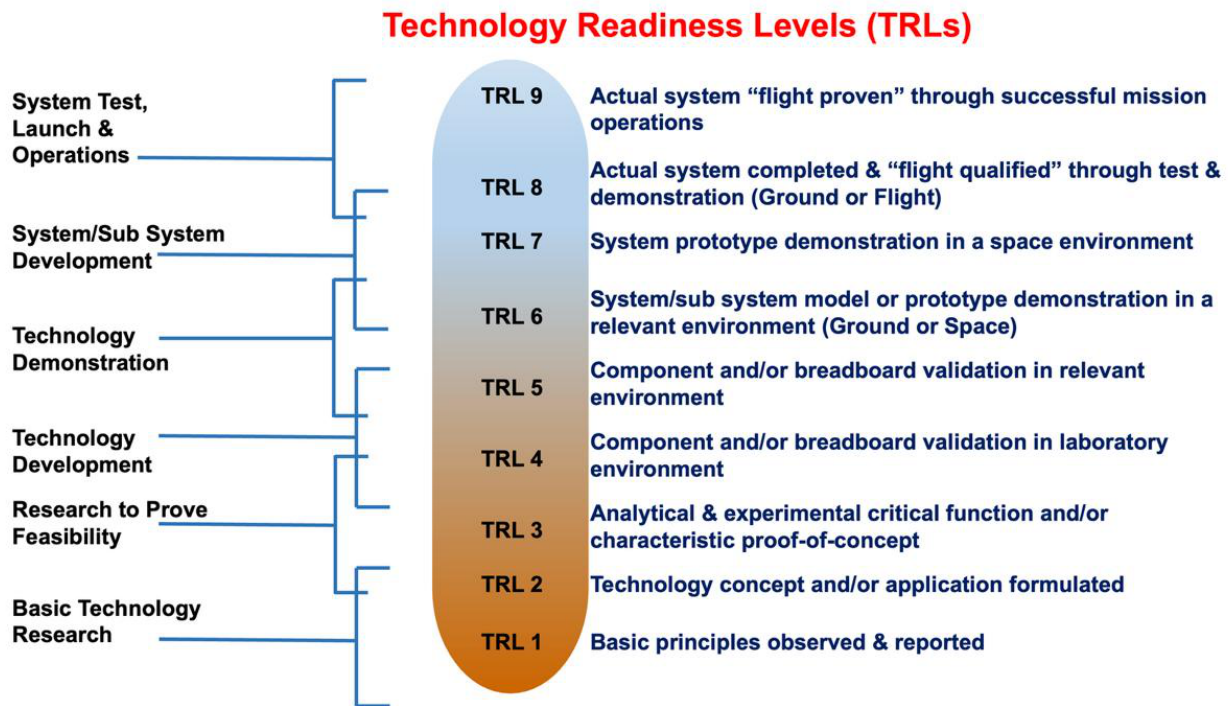 Technology Readiness Levels (TRLs)
System Test,
Launch &
Operations
System/Sub System
Development
Technology
Demonstration
Technology
Development
Research to Prove
Feasibility
Basic Technology
Research
TRL 9
Actual system “flight proven” through successful mission
operations
TRL 8
Actual system completed & “flight qualified” through test &
demonstration (Ground or Flight)
TRL 7
System prototype demonstration in a space environment
TRL 6
System/sub system model or prototype demonstration in a
relevant environment (Ground or Space)
TRL 5
Component and/or breadboard validation in relevant
environment
TRL 4
Component and/or breadboard validation in laboratory
environment
TRL 3
Analytical & experimental critical function and/or
characteristic proof-of-concept
TRL 2
Technology concept and/or application formulated
TRL 1
Basic principles observed & reported